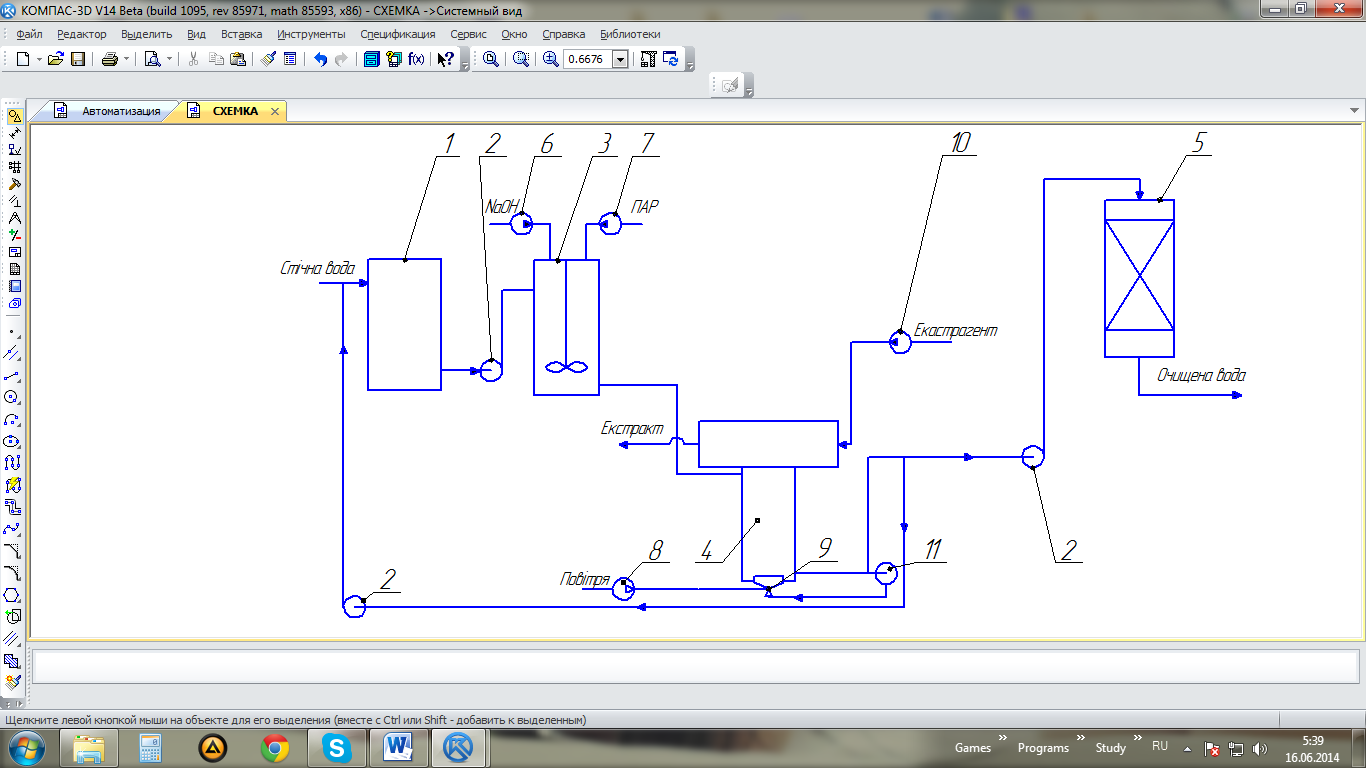 КОМПАС-3D V14 Beta (build 1095, rev 85971, math 85593, x86) - СХЕМКА ->Системный вид
Файл Редактор Выделить Вид Вставка Инструменты Спецификация Сервис Окно Справка Библиотеки
f(x) 0.6676
Автоматизация СХЕМКА
1 2 6 3 7 10 5
NaOH ПАР
Стічна вода
Екастрагент
Очищена вода
Екстракт
8 4 9 11 2
Повітря
2
Щелкните левой кнопкой мыши на объекте для его выделения (вместе с Ctrl или Shift - добавить к выделенным)
Games » Programs » Study » RU 5:39
16.06.2014